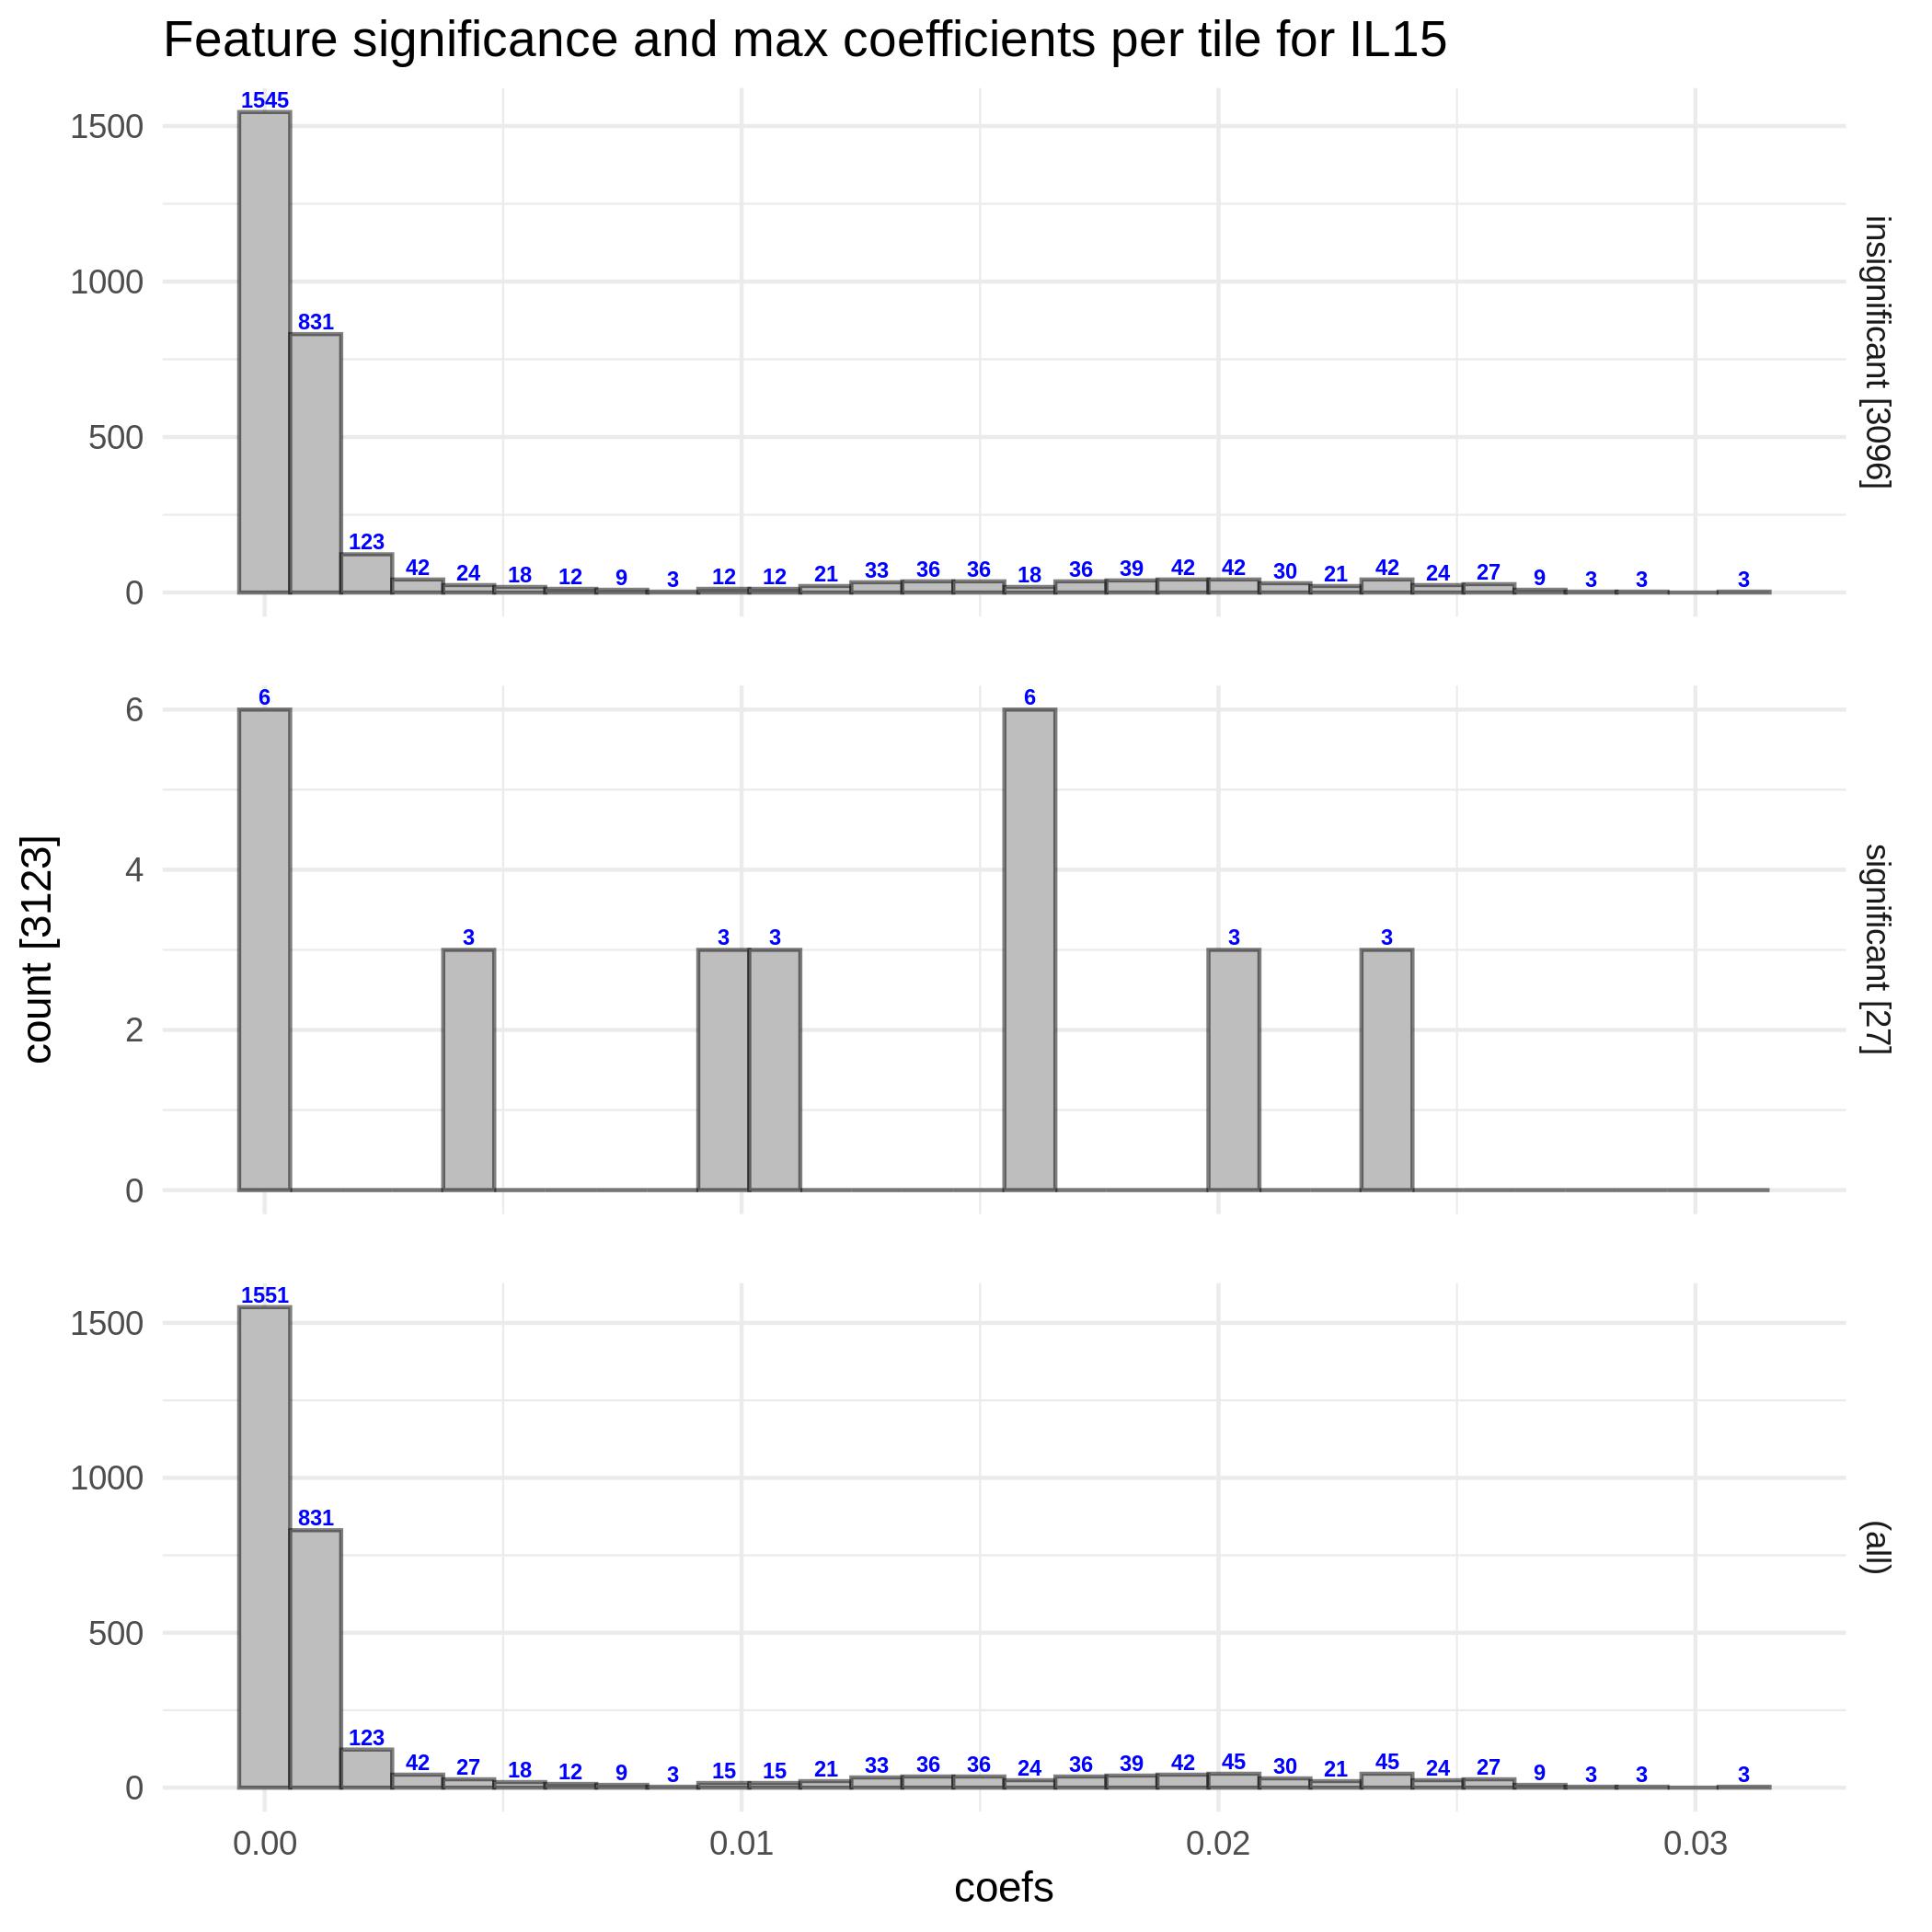 Feature significance and max coefficients per tile for IL15
count [3123]
1500
1000
500
0
1545
831
123
42 24 18 12 9 3 12 12 21 33 36 36 18 36 39 42 42 30 21 42 24 27 9 3 3 3
insignificant [3096]
6
4
2
0
6 3 3 3 6 3 3
significant [27]
1500
1000
500
0
1551
831
123
42 27 18 12 9 3 15 15 21 33 36 36 24 36 39 42 45 30 21 45 24 27 9 3 3 3
(all)
0.00 0.01 0.02 0.03
coefs